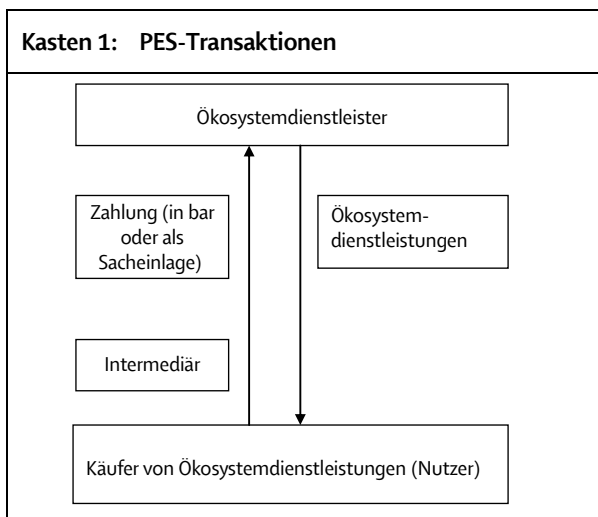 Kasten 1: PES-Transaktionen
Ökosystemdienstleister
Zahlung (in bar
oder als
Sacheinlage)
Ökosystem-
dienstleistungen
Intermediär
Käufer von Ökosystemdienstleistungen (Nutzer)